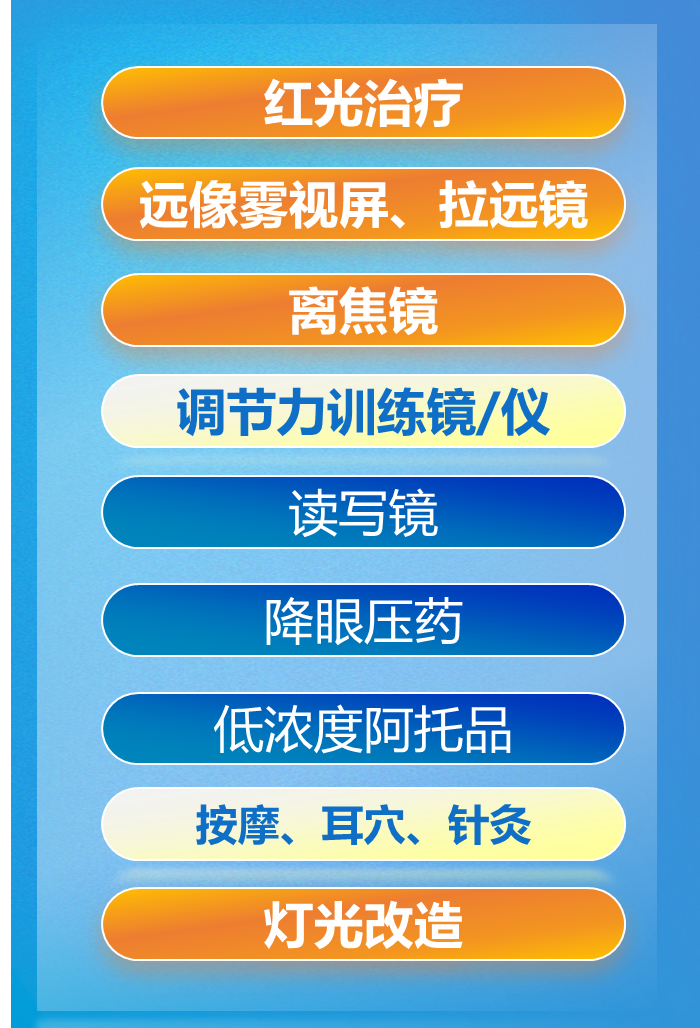 红光治疗
远像雾视屏、拉远镜
离焦镜
调节力训练镜/仪
读写镜
降眼压药
低浓度阿托品
按摩、耳穴、针灸
灯光改造